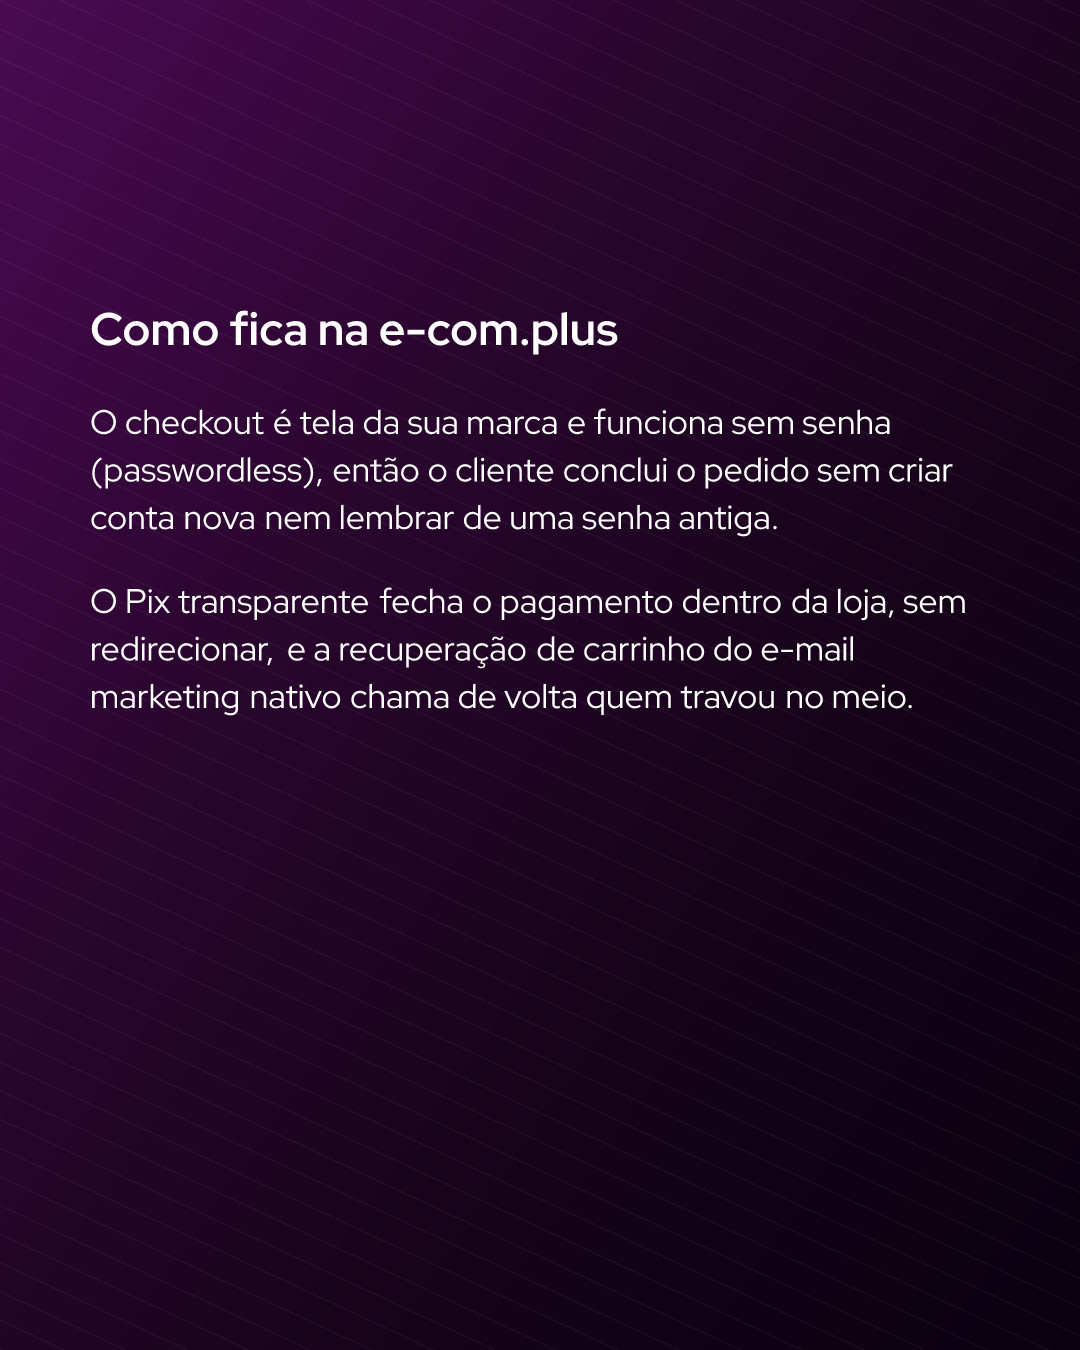 Como fica na e-com.plus
O checkout é tela da sua marca e funciona sem senha
(passwordless), então o cliente conclui o pedido sem criar
conta nova nem lembrar de uma senha antiga.
O Pix transparente fecha o pagamento dentro da loja, sem
redirecionar, e a recuperação de carrinho do e-mail
marketing nativo chama de volta quem travou no meio.